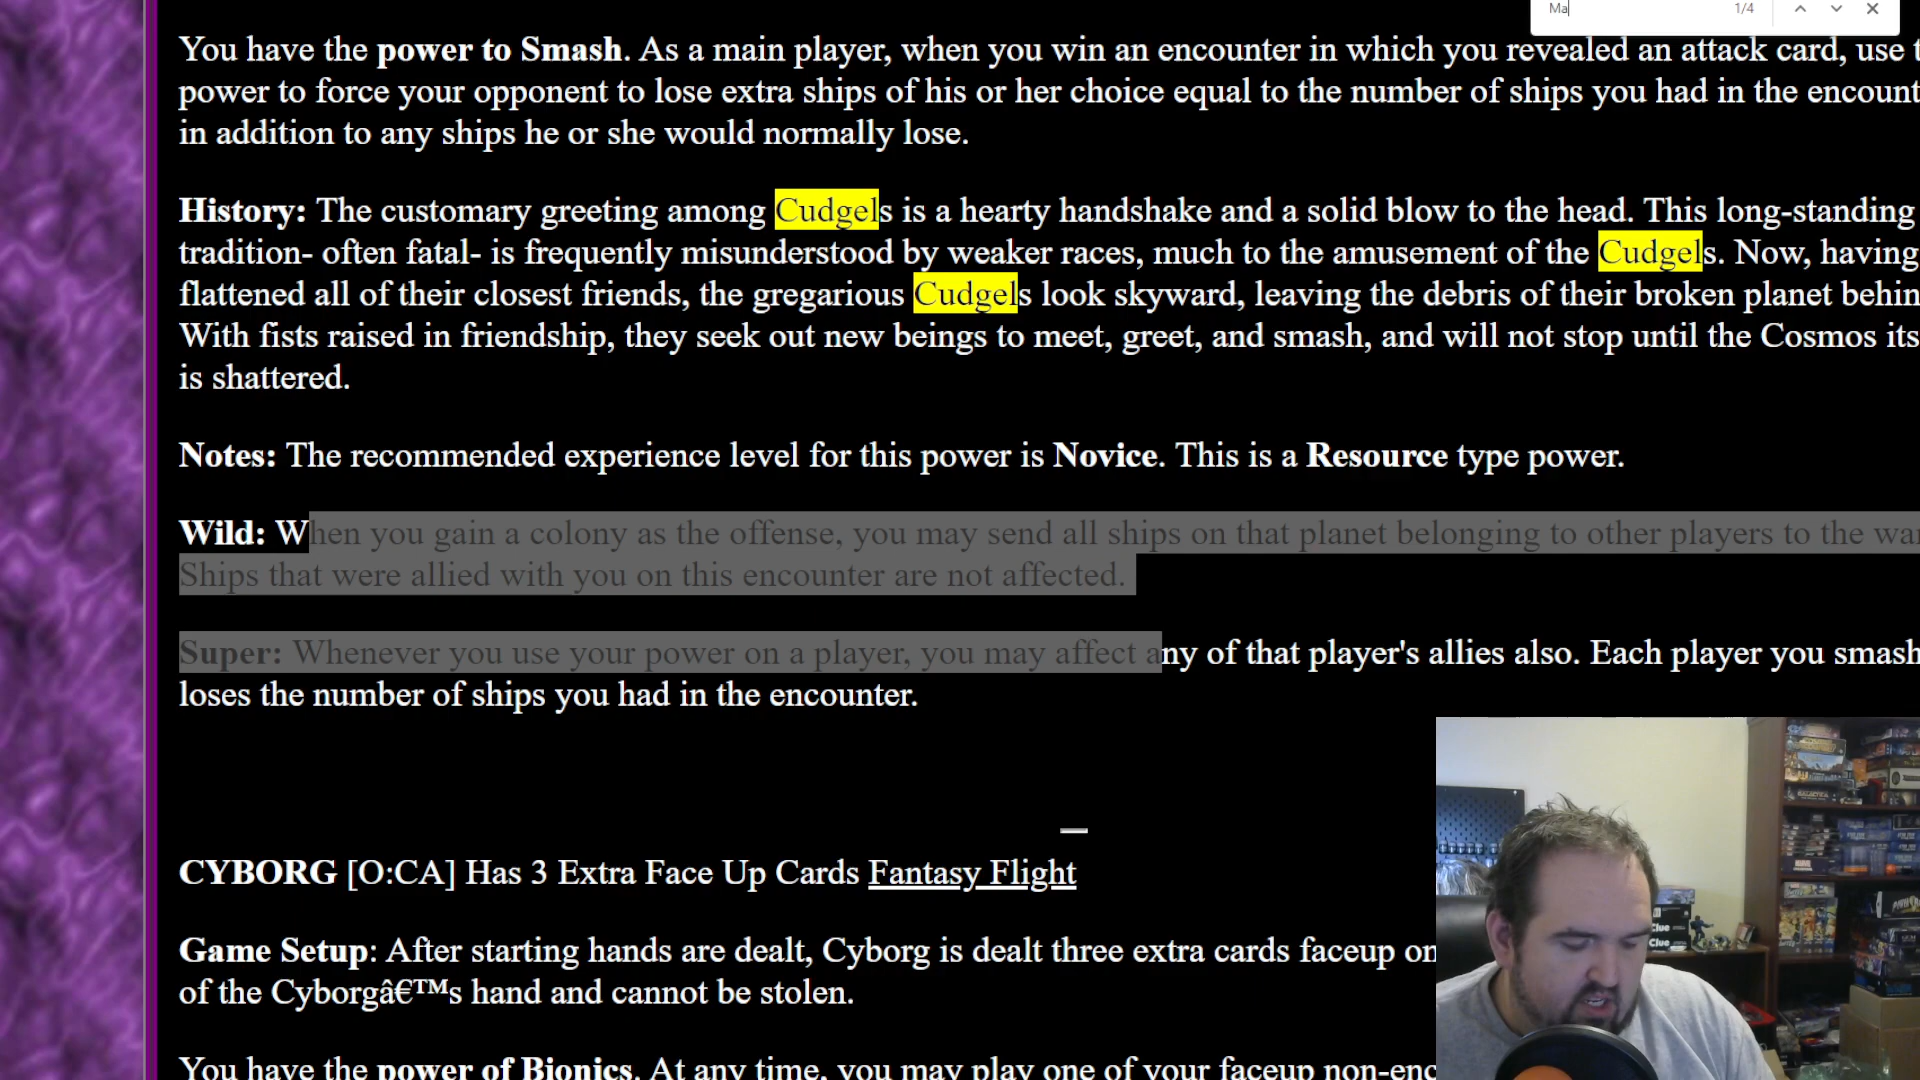 Ma
1/4
You have the power to Smash. As a main player, when you win an encounter in which you revealed an attack card, use
power to force your opponent to lose extra ships of his or her choice equal to the number of ships you had in the
in addition to any ships he or she would normally lose.
History: The customary greeting among Cudgels is a hearty handshake and a solid blow to the head. This long-standing
tradition- often fatal- is frequently misunderstood by weaker races, much to the amusement of the Cudgels. Now, having
flattened all of their closest friends, the gregarious Cudgels look skyward, leaving the debris of their broken planet
With fists raised in friendship, they seek out new beings to meet, greet, and smash, and will not stop until the Cosmos its
is shattered.
Notes: The recommended experience level for this power is Novice. This is a Resource type power.
Wild: When you gain a colony as the offense, you may send all ships on that planet belonging to other players to the
Ships that were allied with you on this encounter are not affected.
Super: Whenever you use your power on a player, you may affect any of that player's allies also. Each player you smash
loses the number of ships you had in the encounter.
CYBORG [O:CA] Has 3 Extra Face Up Cards Fantasy Flight
Game Setup: After starting hands are dealt, Cyborg is dealt three extra cards faceup on
of the Cyborgâ€™s hand and cannot be stolen.
You have the power of Bionics. At any time, you may play one of your faceup
Clue
Clue